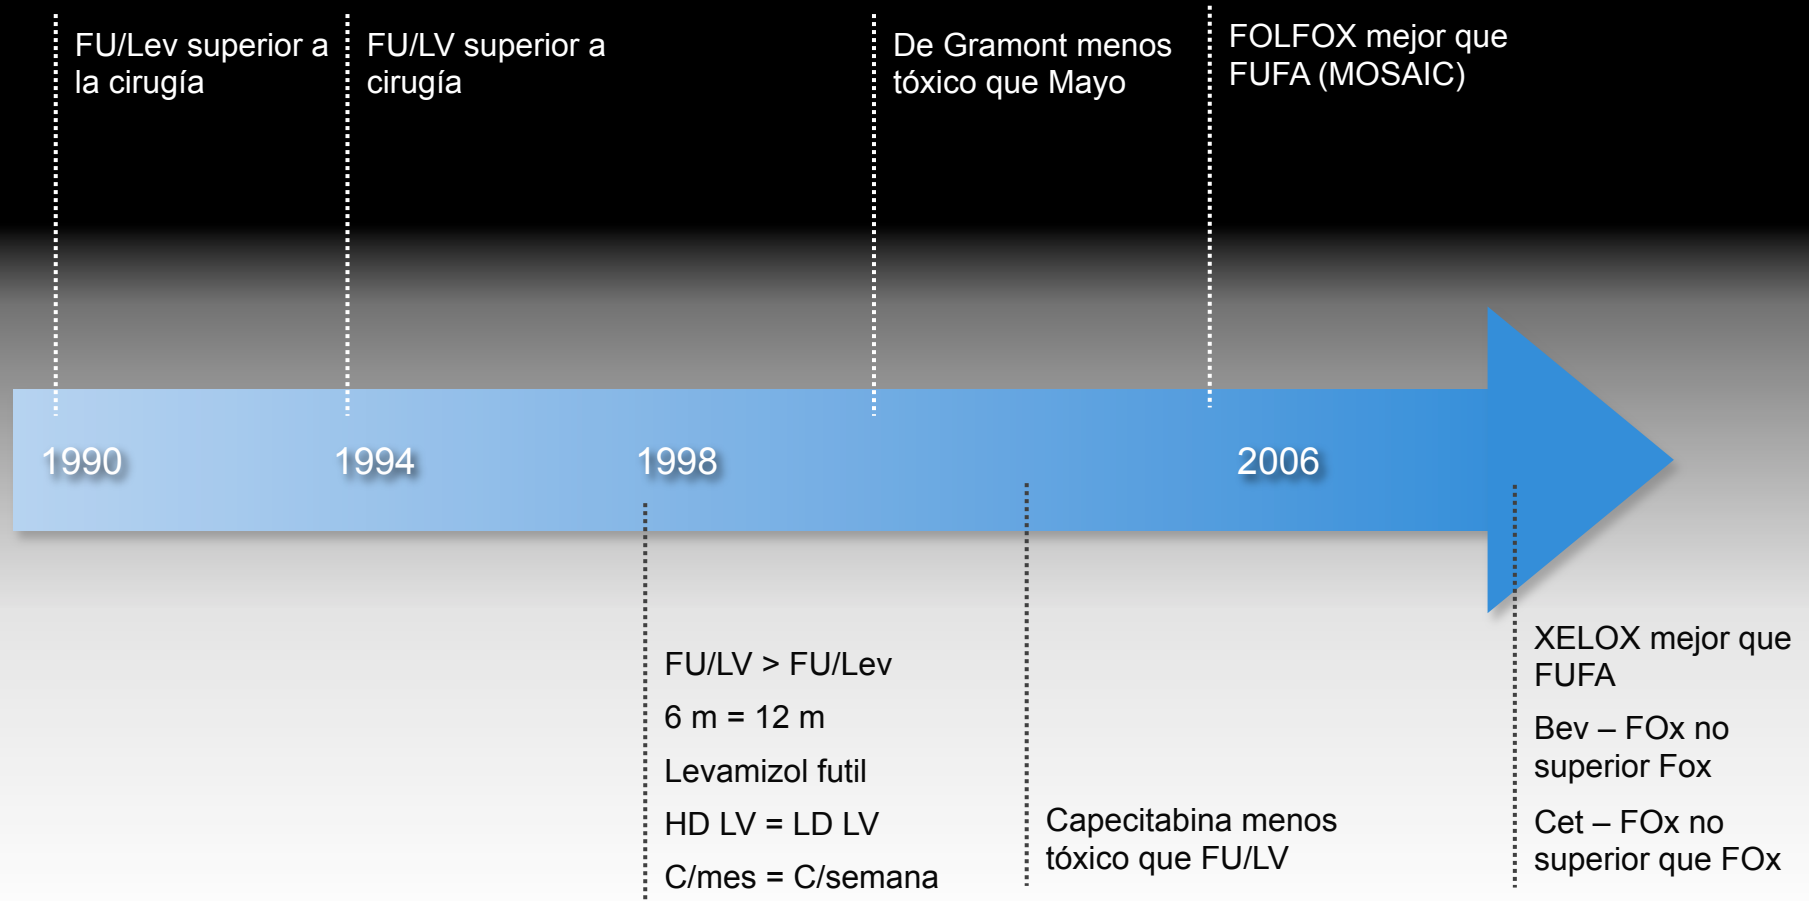 FU/Lev superior a
la cirugía
FU/LV superior a
cirugía
De Gramont menos
tóxico que Mayo
FOLFOX mejor que
FUFA (MOSAIC)
1990
1994
1998
2006
FU/LV > FU/Lev
6 m = 12 m
Levamizol futil
HD LV = LD LV
C/mes = C/semana
Capecitabina menos
tóxico que FU/LV
XELOX mejor que
FUFA
Bev – FOx no
superior Fox
Cet – FOx no
superior que FOx